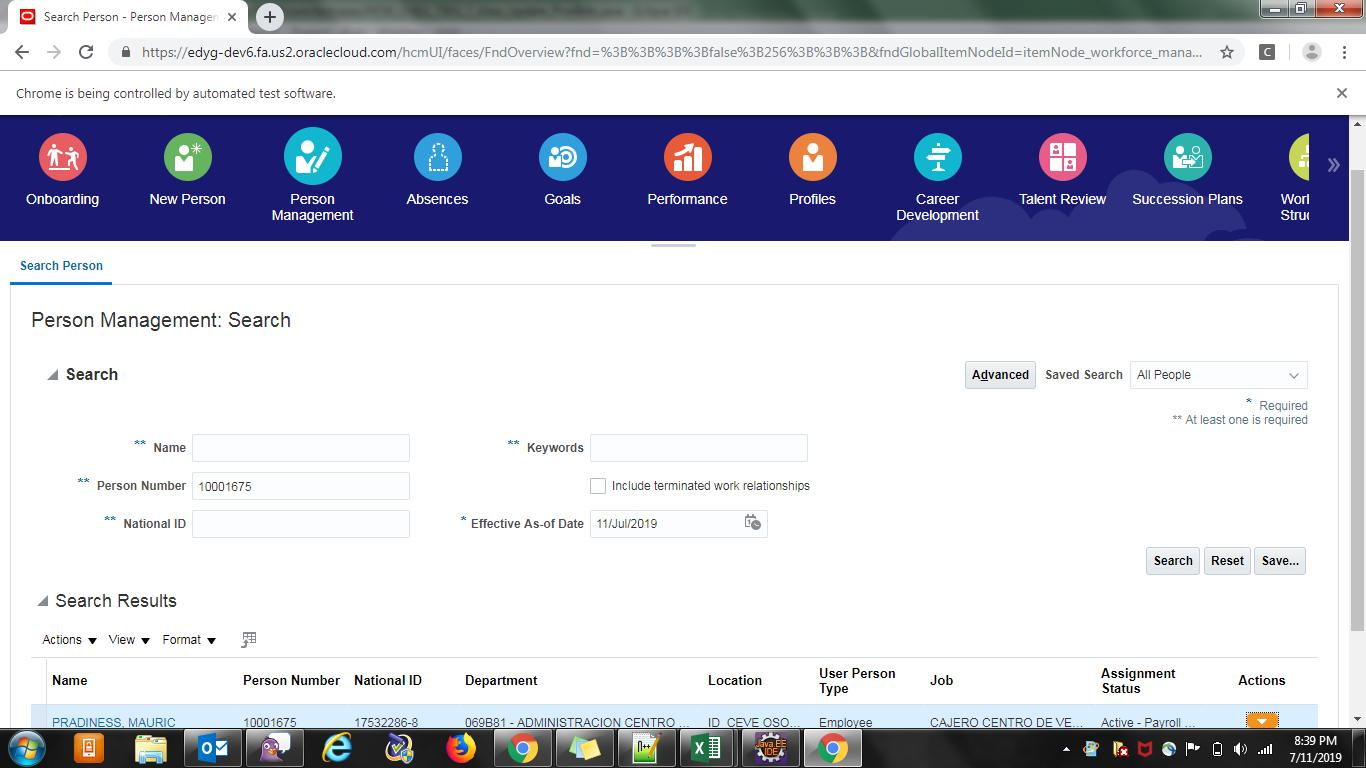 Search Person - Person Managem
https://edyg-dev6.fa.us2.oraclecloud.com/hcmUI/faces/FndOverview?fnd=%3B%3B%3B%3Bfalse%3B256%3B%3B%3B&fndGlobalItemNodeId=itemNode_workforce_mana...
C
Chrome is being controlled by automated test software.
Onboarding
New Person
Person Management
Absences
Goals
Performance
Profiles
Career Development
Talent Review
Succession Plans
Search Person
Person Management: Search
Search
Advanced Saved Search All People
* Required
** At least one is required
** Name ** Keywords
** Person Number 10001675 Include terminated work relationships
** National ID * Effective As-of Date 11/Jul/2019
Search Reset Save...
Search Results
Actions View Format
Name Person Number National ID Department Location User Person Type Job Assignment Status Actions
PRADINESS, MAURIC 10001675 17532286-8 069B81 - ADMINISTRACION CENTRO ... ID_CEVE OSO... Employee CAJERO CENTRO DE VE... Active - Payroll ...
Java EE IDE
8:39 PM
7/11/2019